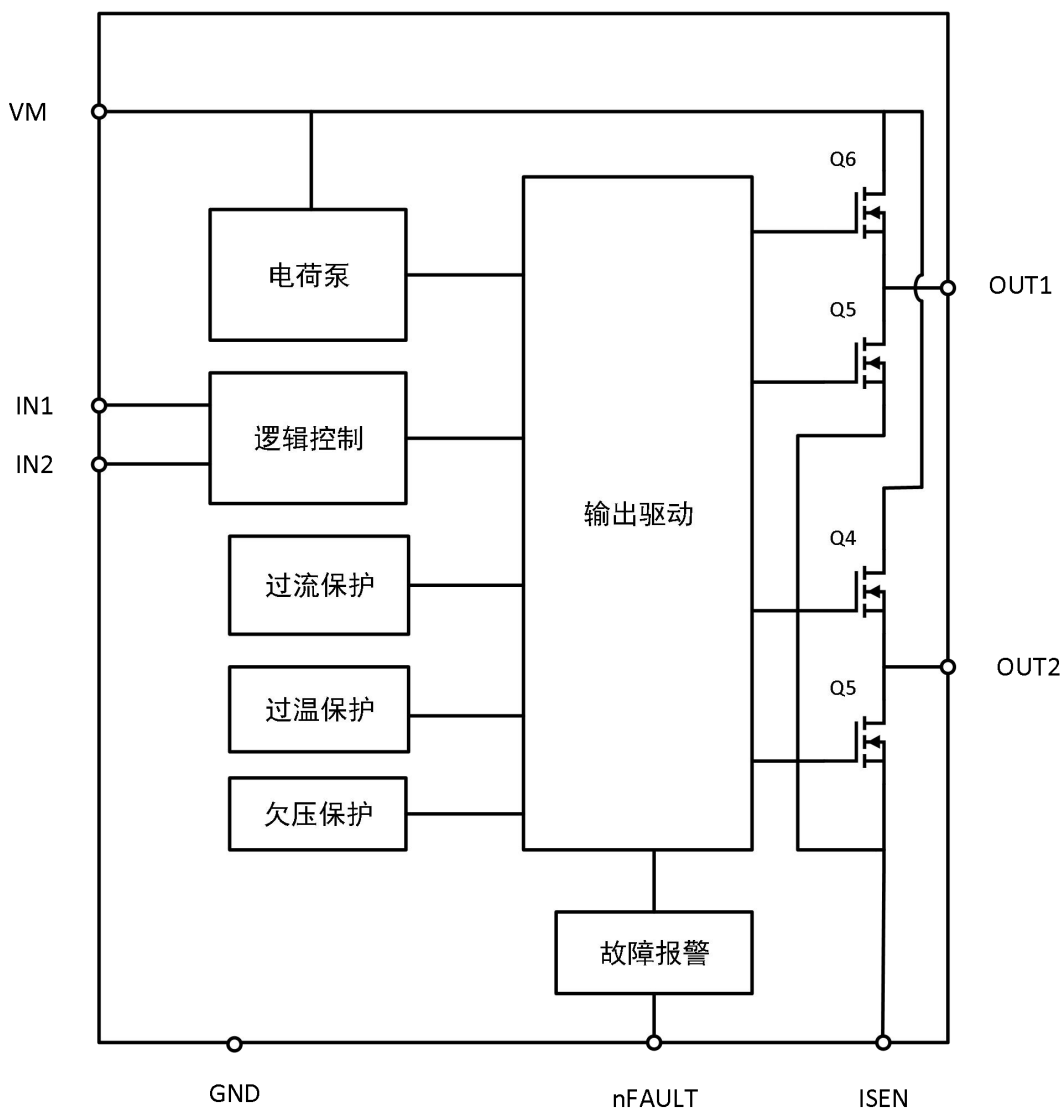 VM
Q6
电荷泵
OUT1
Q5
IN1
逻辑控制
IN2
输出驱动
Q4
过流保护
OUT2
Q5
过温保护
欠压保护
故障报警
GND
nFAULT
ISEN